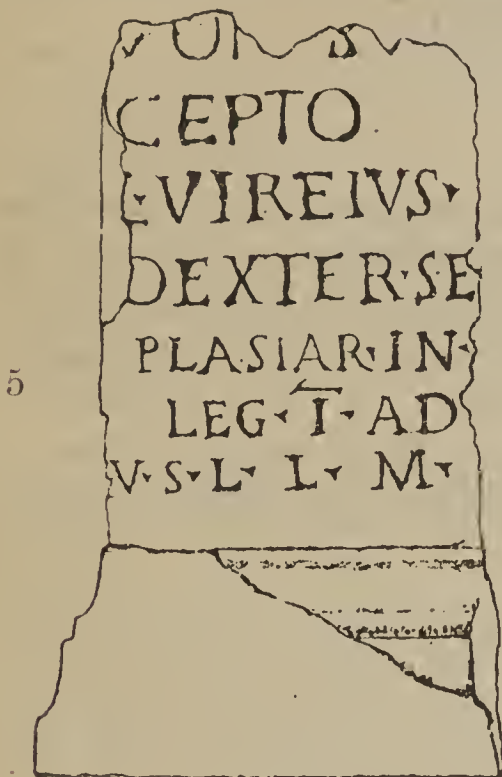 CEPTO
L·VIREIVS·
DEXTER·SE
PLASIAR·IN·
5
LEG·I·AD
V·S·L·L·M·